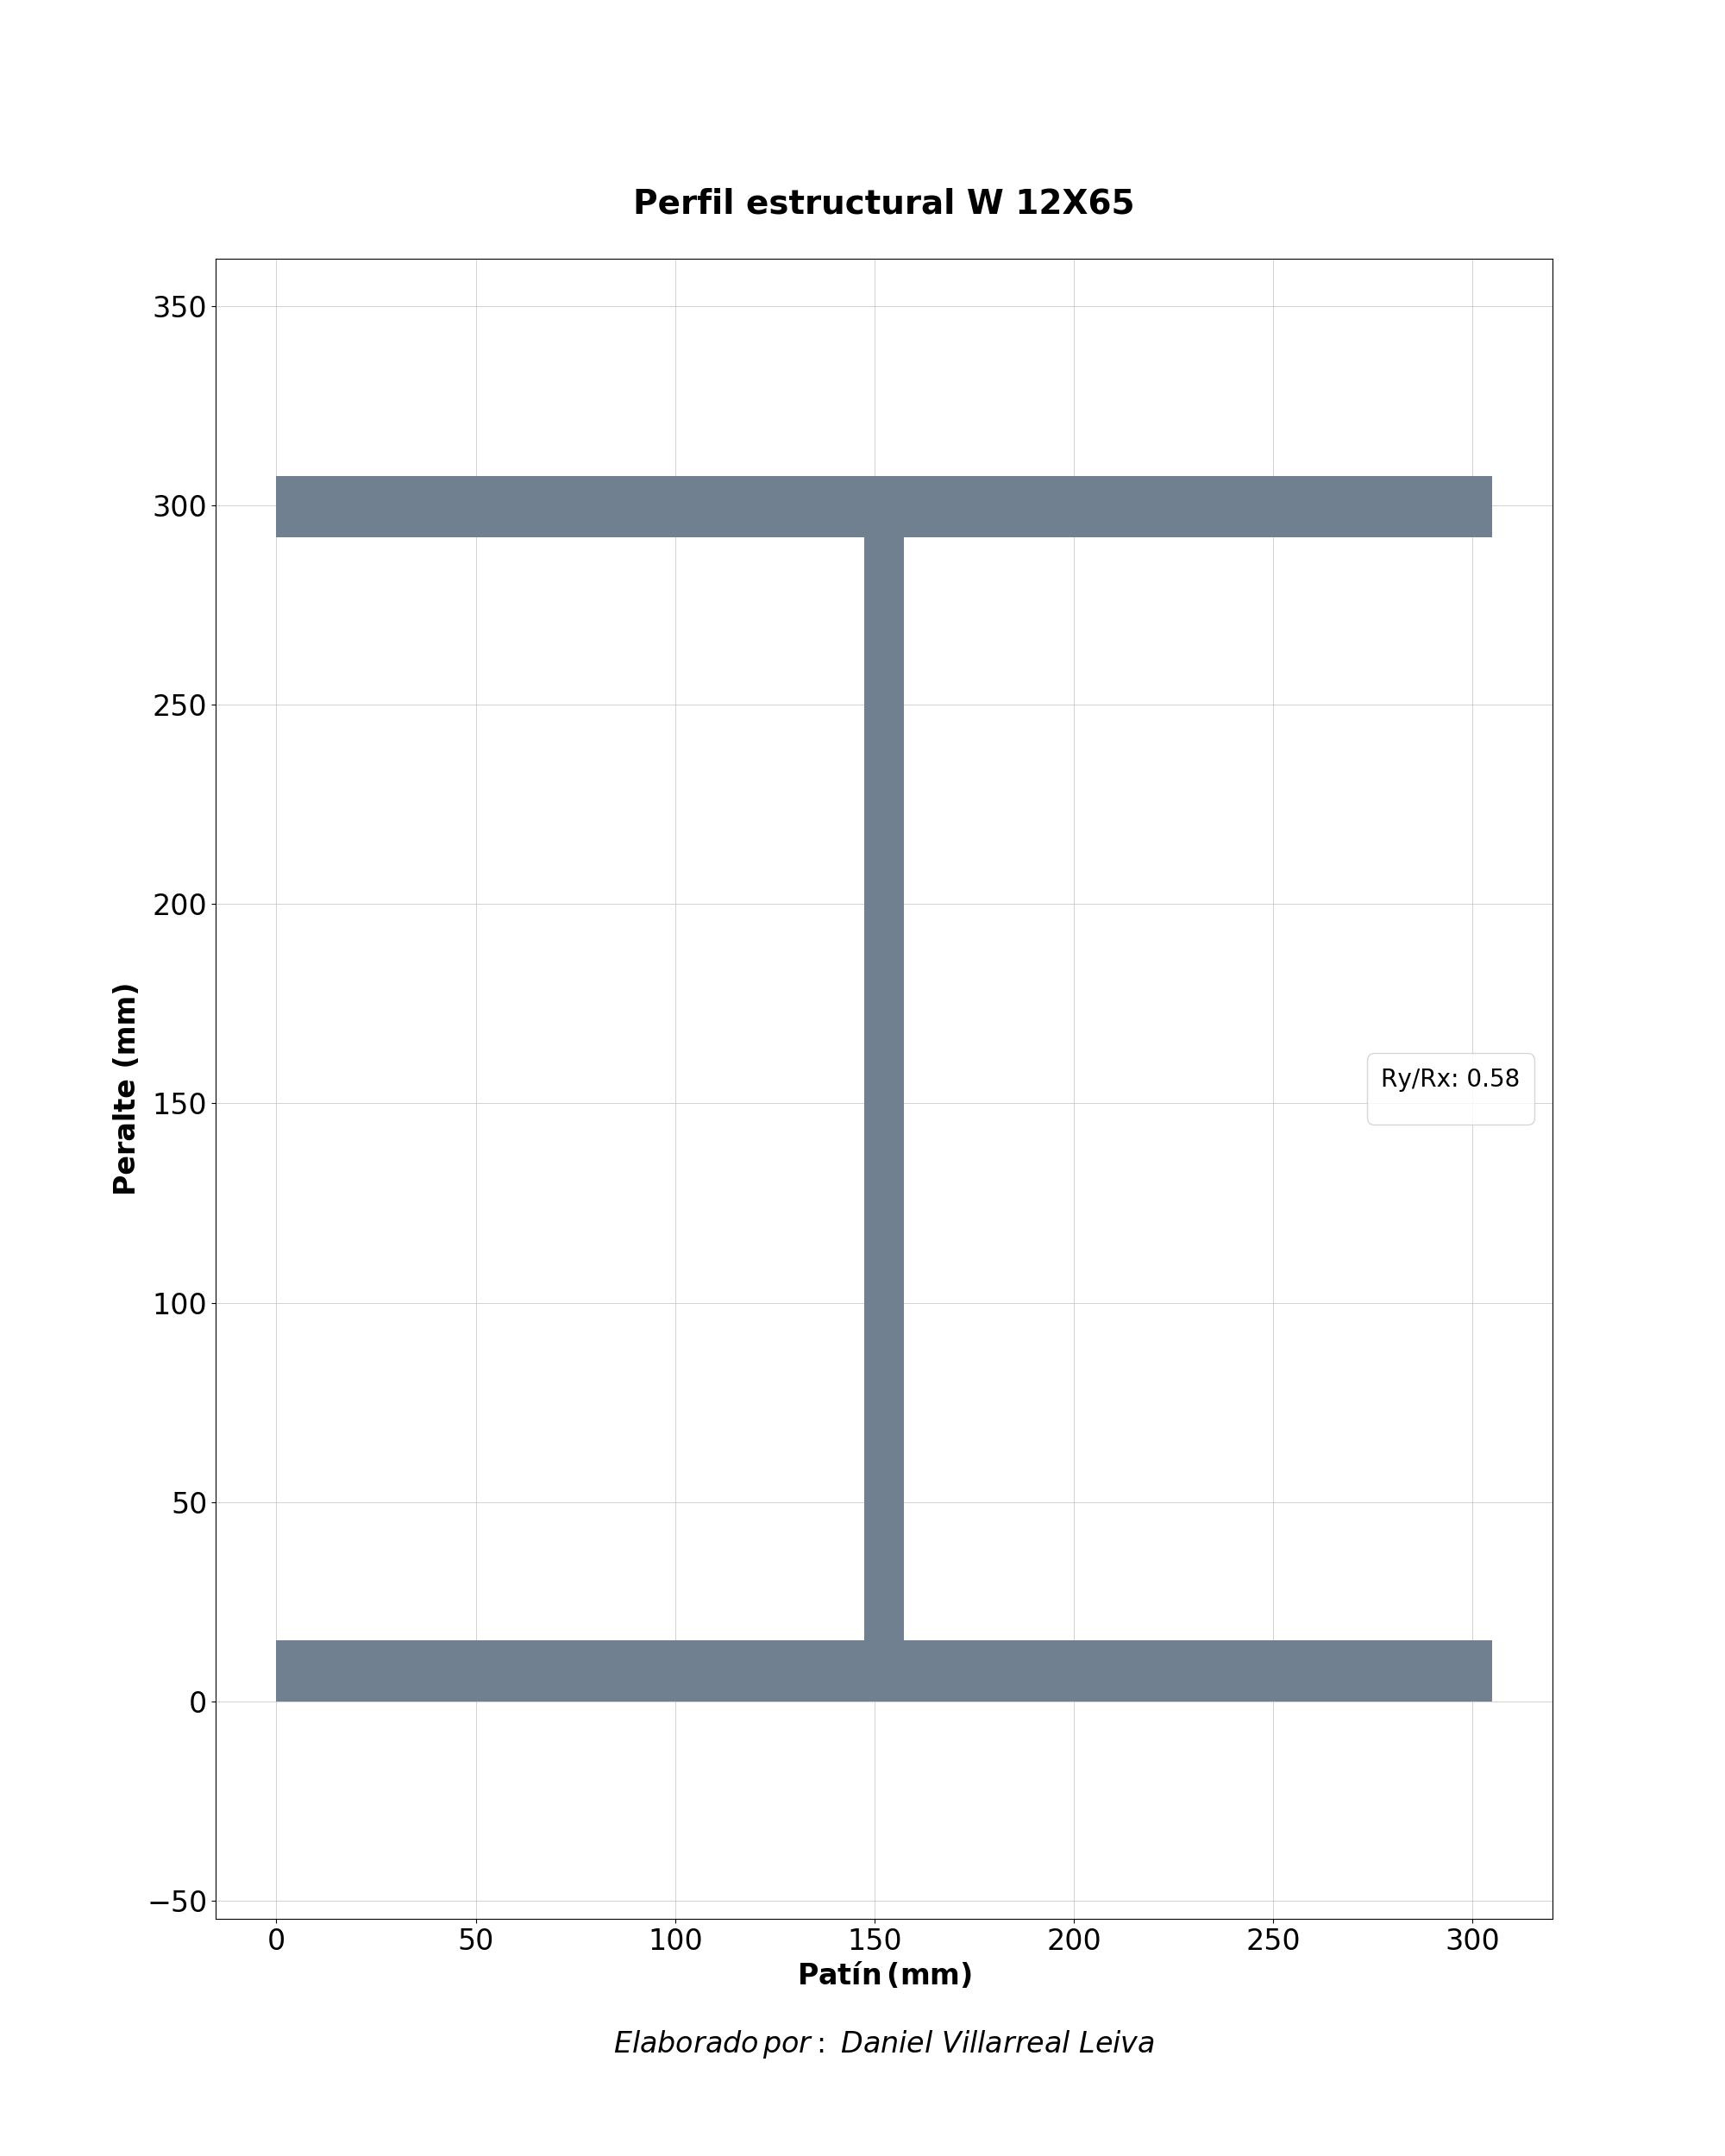 Perfil estructural W 12X65
350
300
250
200
150
100
50
0
−50
Peralte (mm)
Ry/Rx: 0.58
0 50 100 150 200 250 300
Patín (mm)
Elaborado por: Daniel Villarreal Leiva